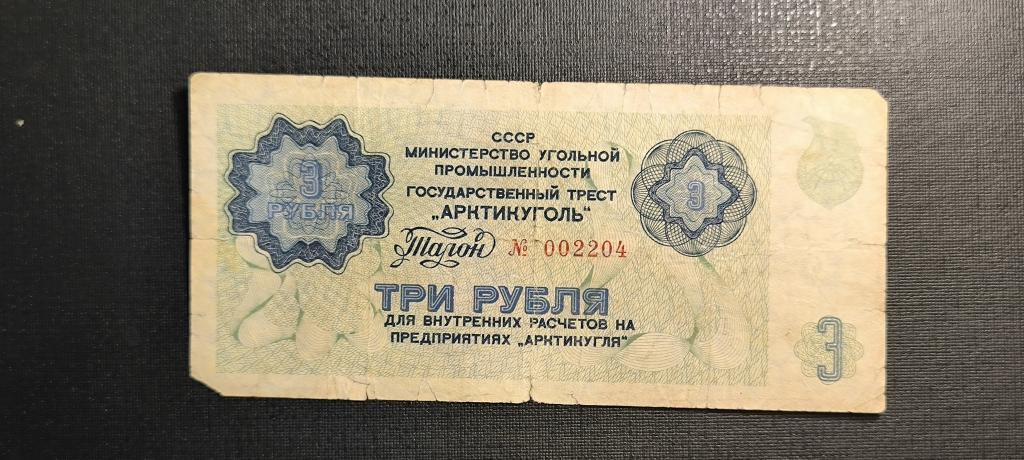 3
РУБЛЯ
СССР
МИНИСТЕРСТВО УГОЛЬНОЙ
ПРОМЫШЛЕННОСТИ
ГОСУДАРСТВЕННЫЙ ТРЕСТ
„АРКТИКУГОЛЬ“
Талон № 002204
ТРИ РУБЛЯ
ДЛЯ ВНУТРЕННИХ РАСЧЕТОВ НА
ПРЕДПРИЯТИЯХ „АРКТИКУГЛЯ“
3
3